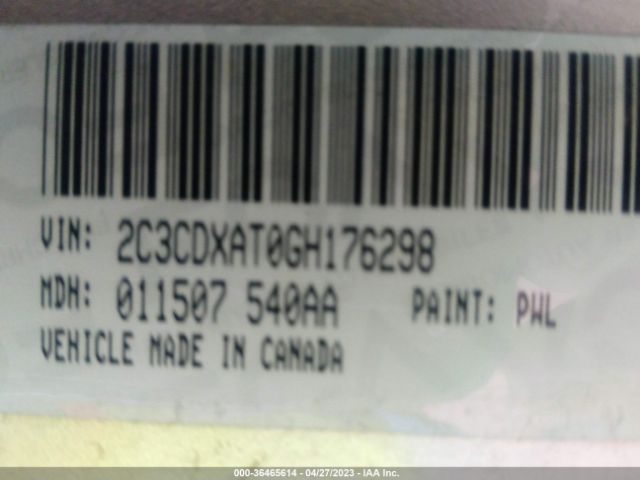 VIN: 2C3CDXAT0GH176298
MDH: 011507 540AA PAINT: PWL
VEHICLE MADE IN CANADA
000-36465614 - 04/27/2023 - IAA Inc.